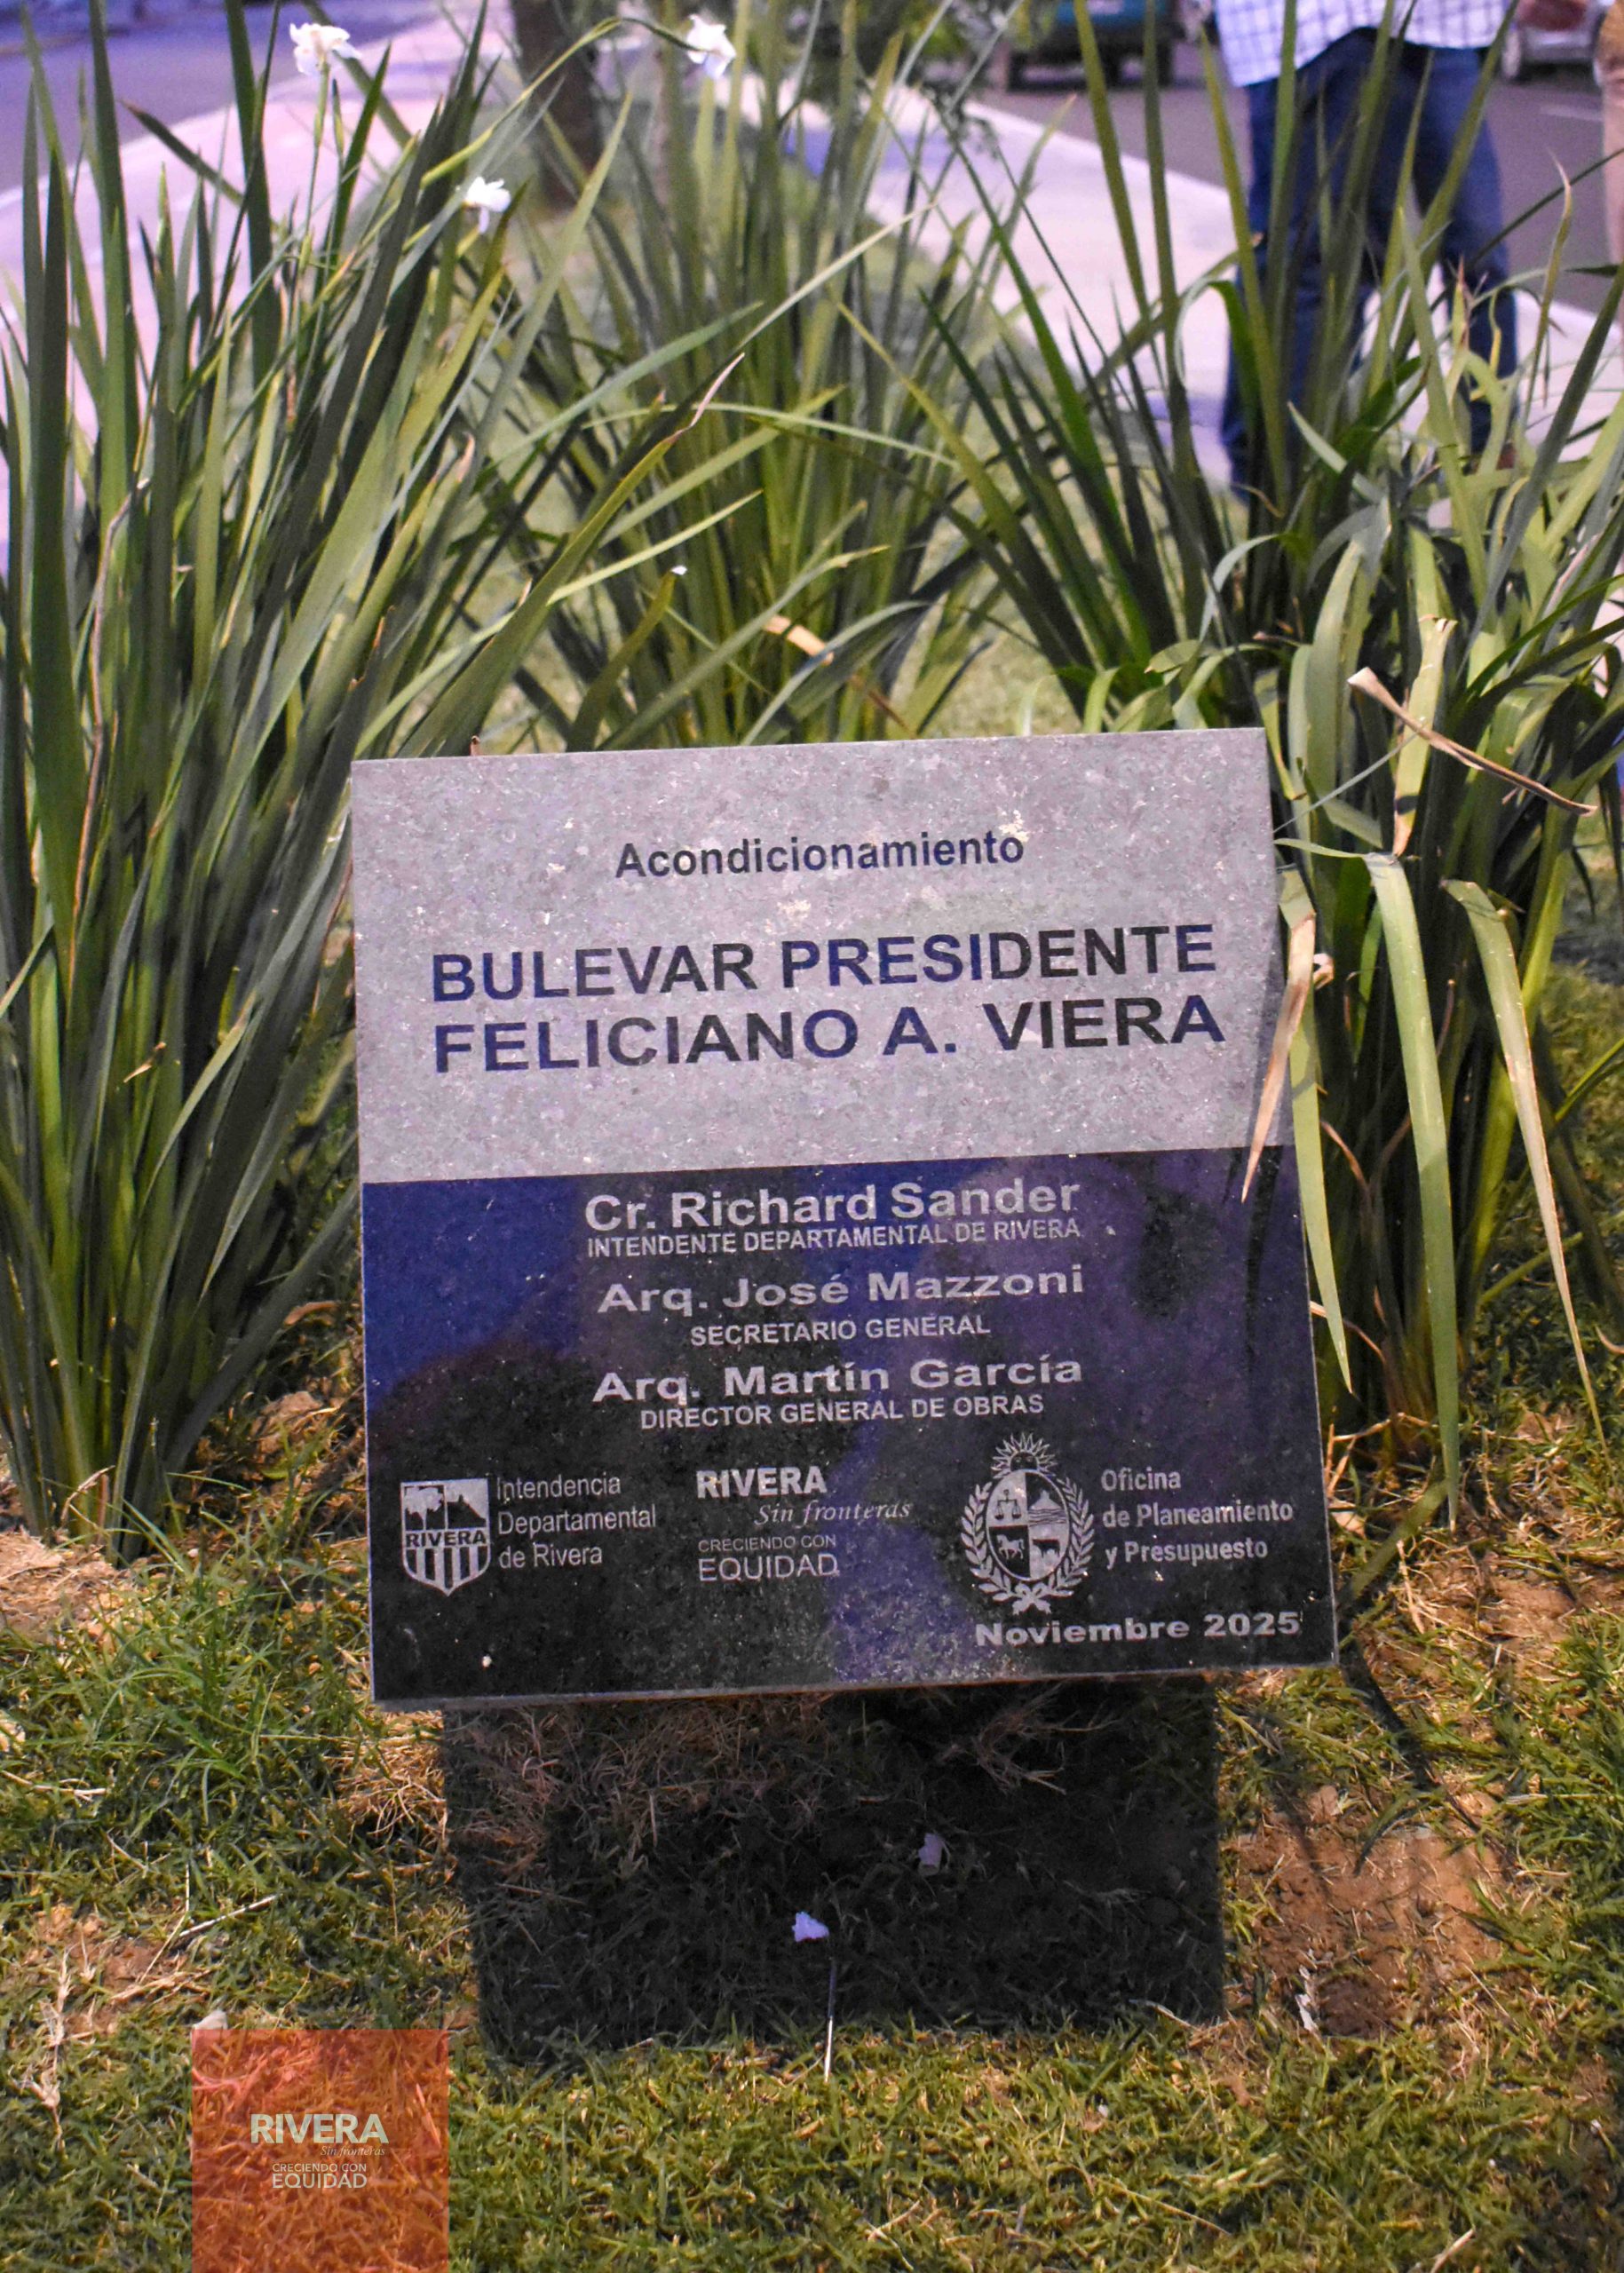 Acondicionamiento
BULEVAR PRESIDENTE
FELICIANO A. VIERA
Cr. Richard Sander
INTENDENTE DEPARTAMENTAL DE RIVERA
Arq. José Mazzoni
SECRETARIO GENERAL
Arq. Martín García
DIRECTOR GENERAL DE OBRAS
RIVERA
Intendencia
Departamental
de Rivera
RIVERA
Sin fronteras
CRECIENDO CON
EQUIDAD
Oficina
de Planeamiento
y Presupuesto
Noviembre 2025
RIVERA
Sin fronteras
CRECIENDO CON
EQUIDAD